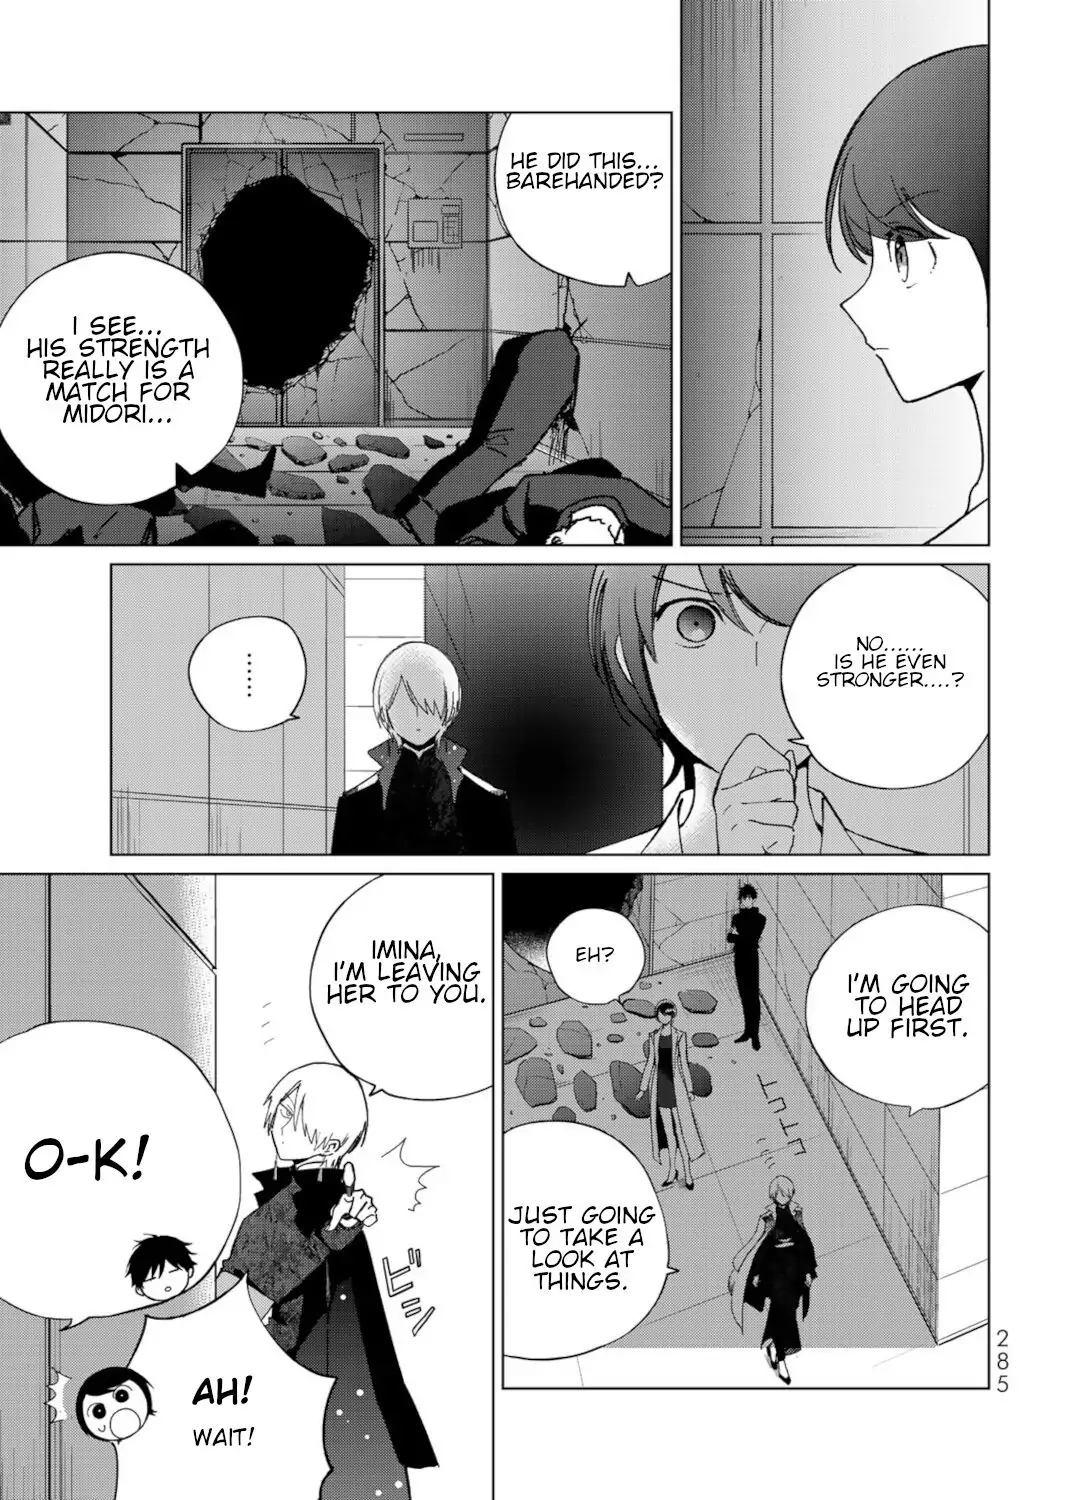 HE DID THIS...
BAREHANDED?
I SEE...
HIS STRENGTH
REALLY IS A
MATCH FOR
MIDORI...
NO......
IS HE EVEN
STRONGER....?
......
I'M GOING
TO HEAD
UP FIRST.
EH?
JUST GOING
TO TAKE A
LOOK AT
THINGS.
IMINA,
I'M LEAVING
HER TO YOU.
ビシ
O-K!
AH!
WAIT!
285